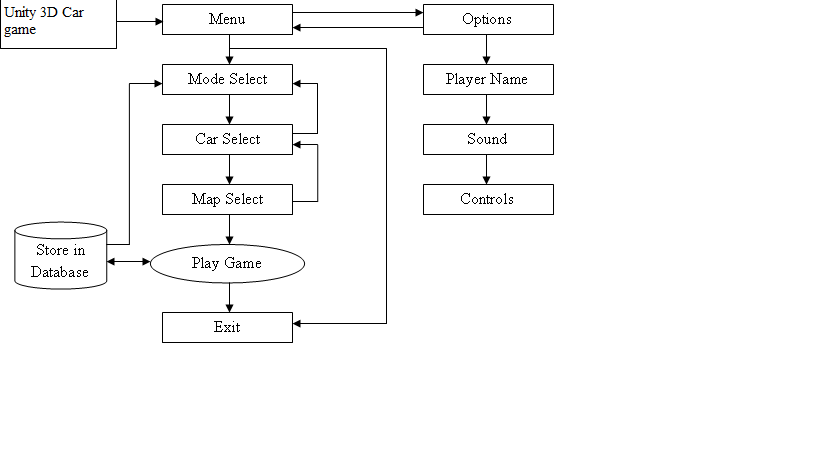 Unity 3D Car
game
Menu
Options
Mode Select
Player Name
Car Select
Sound
Map Select
Controls
Store in
Database
Play Game
Exit